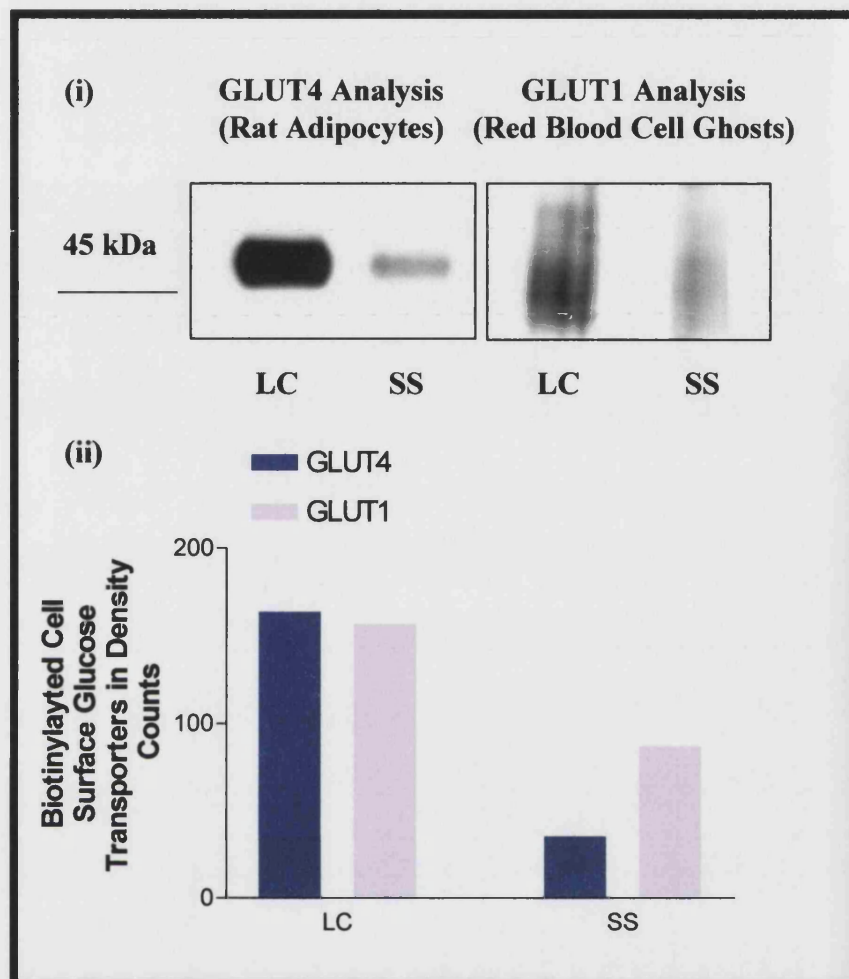 (i)
GLUT4 Analysis
(Rat Adipocytes)
GLUT1 Analysis
(Red Blood Cell Ghosts)
45 kDa
LC
SS
LC
SS
(ii)
GLUT4
GLUT1
Biotinylayted Cell
Surface Glucose
Transporters in Density
Counts
200
100
0
LC
SS